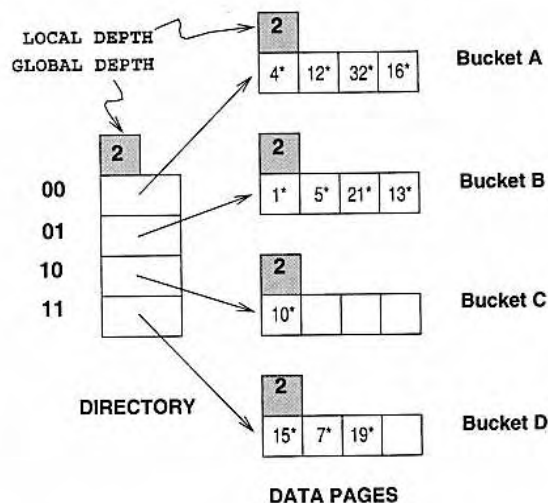 LOCAL DEPTH
GLOBAL DEPTH
2
00
01
10
11
DIRECTORY
2
4* 12* 32* 16*
Bucket A
2
1* 5* 21* 13*
Bucket B
2
10*
Bucket C
2
15* 7* 19*
Bucket D
DATA PAGES